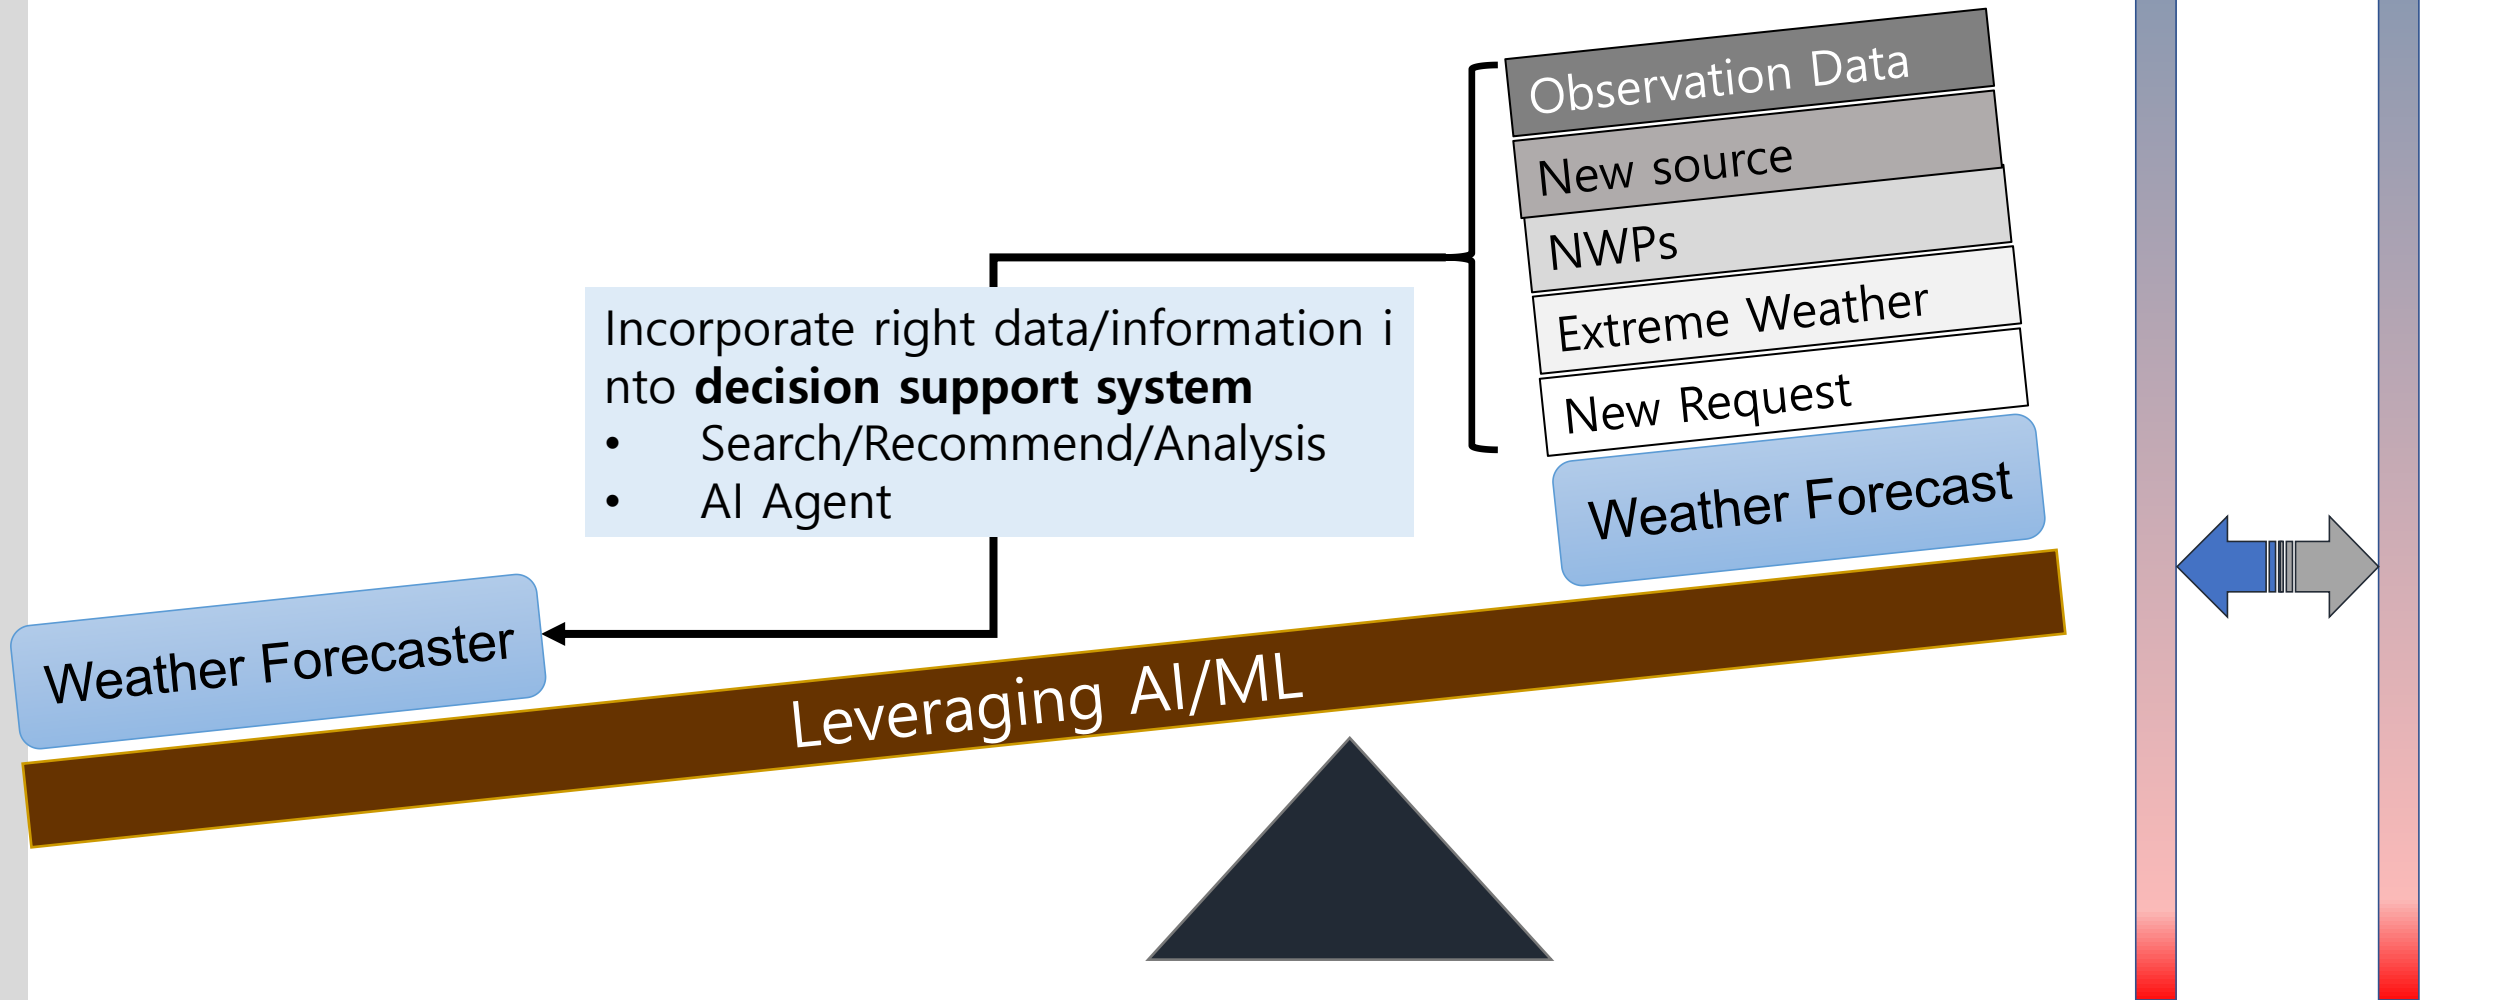 Observation Data
New source
NWPs
Extreme Weather
New Request
Weather Forecast
Incorporate right data/information i
nto decision support system
• Search/Recommend/Analysis
• AI Agent
Weather Forecaster
Leveraging AI/ML